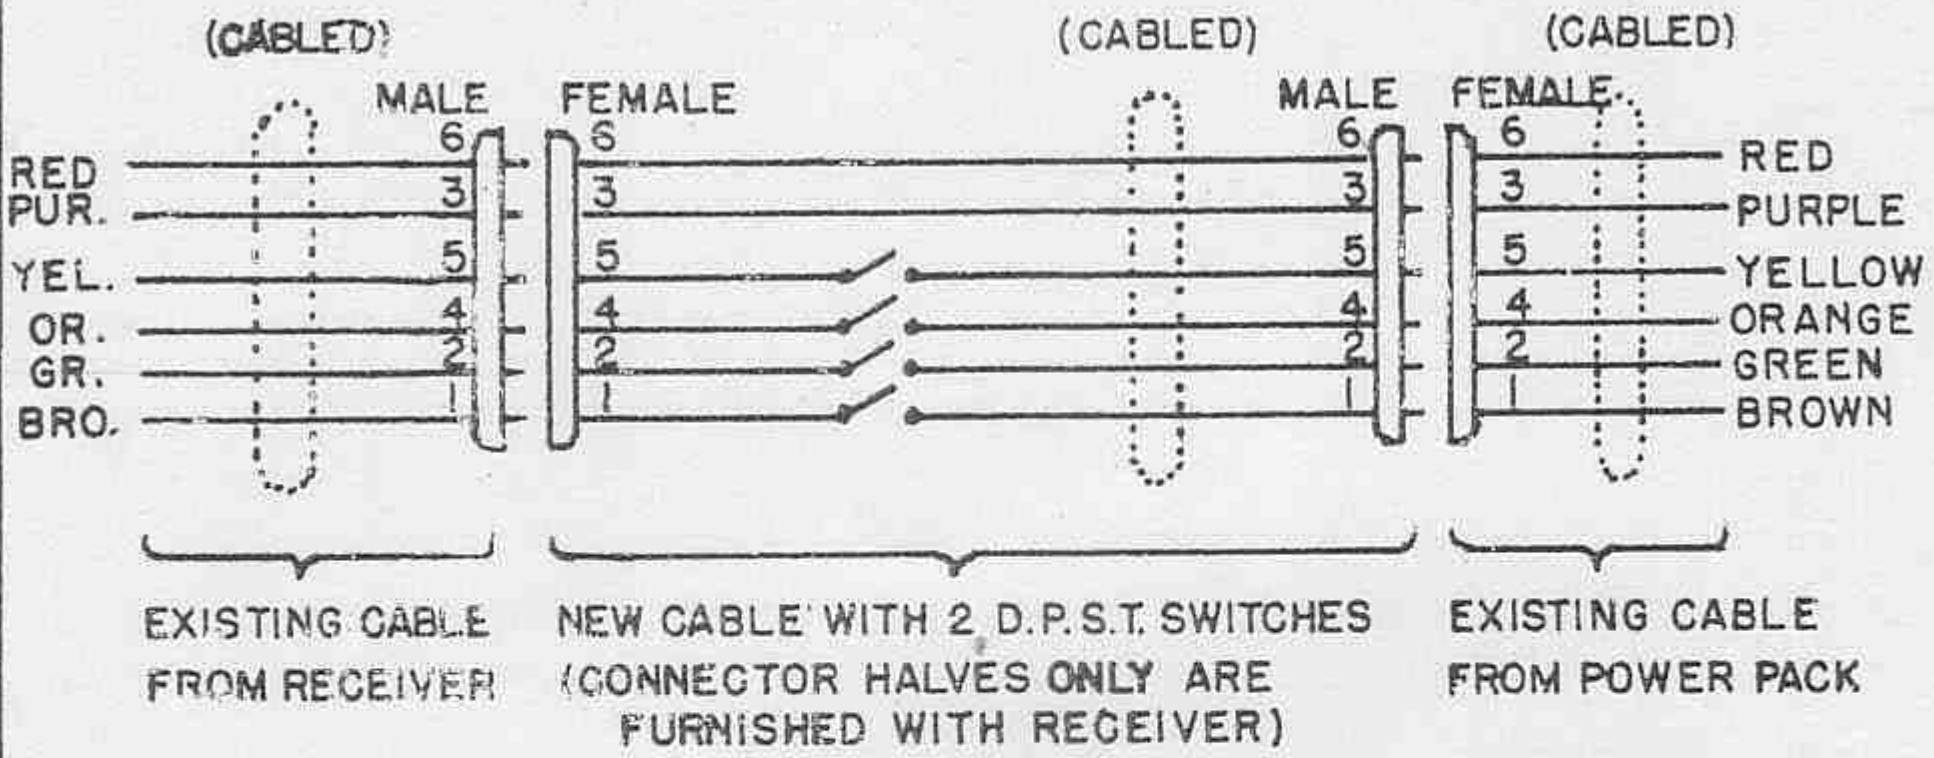 (CABLED) (CABLED) (CABLED)
MALE FEMALE MALE FEMALE
RED 6 6 6 6 RED
PUR. 3 3 3 3 PURPLE
YEL. 5 5 5 5 YELLOW
OR. 4 4 4 4 ORANGE
GR. 2 2 2 2 GREEN
BRO. 1 1 1 1 BROWN
EXISTING CABLE
FROM RECEIVER
NEW CABLE WITH 2 D.P.S.T. SWITCHES
(CONNECTOR HALVES ONLY ARE
FURNISHED WITH RECEIVER)
EXISTING CABLE
FROM POWER PACK